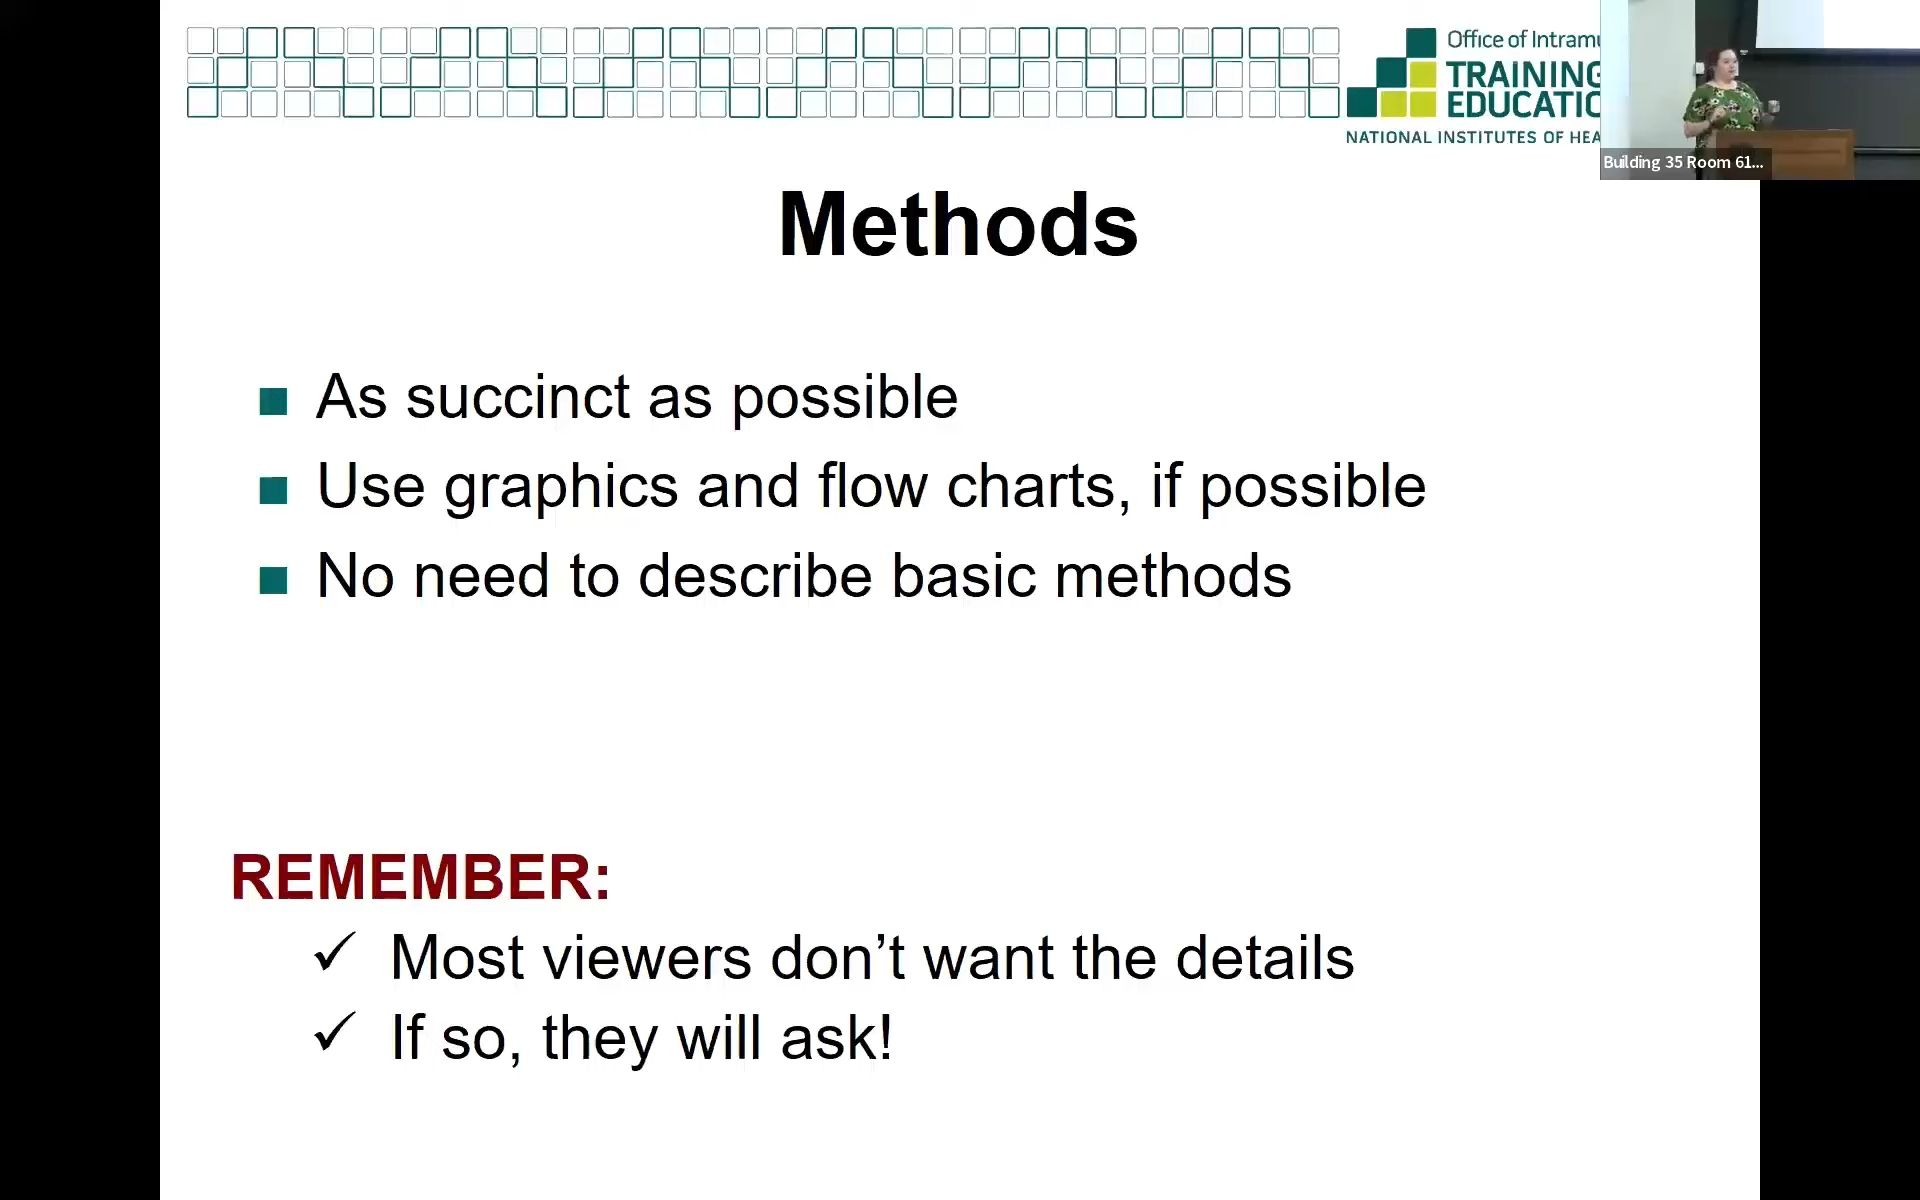 Office of Intramu
TRAINING
EDUCATIO
NATIONAL INSTITUTES OF HEA
Building 35 Room 61...
Methods
As succinct as possible
Use graphics and flow charts, if possible
No need to describe basic methods
REMEMBER:
Most viewers don’t want the details
If so, they will ask!